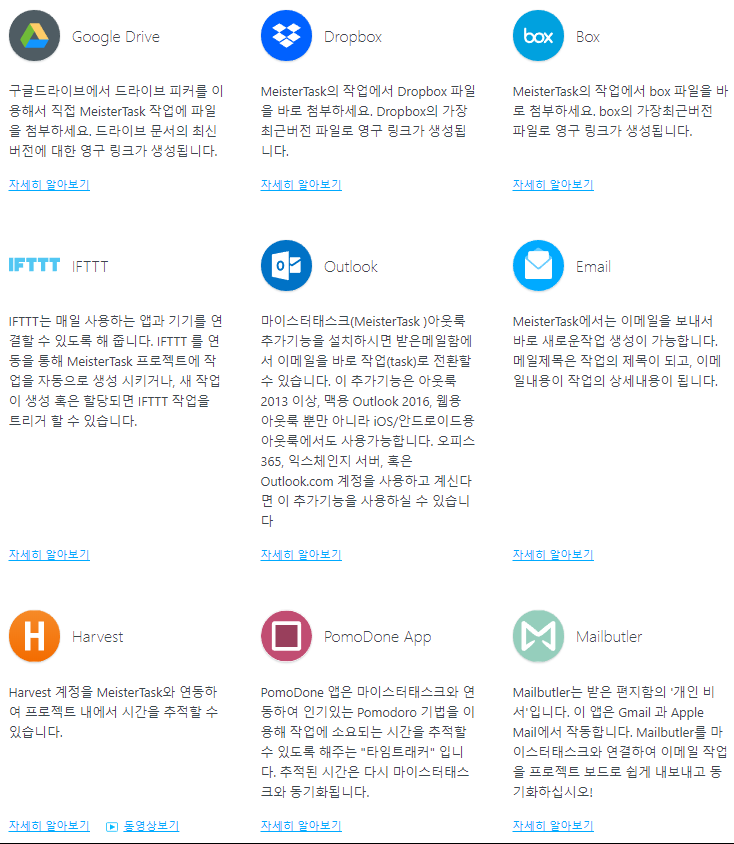 Google Drive
구글드라이브에서 드라이브 피커를 이
용해서 직접 MeisterTask 작업에 파일
을 첨부하세요. 드라이브 문서의 최신
버전에 대한 영구 링크가 생성됩니다.
자세히 알아보기
Dropbox
MeisterTask의 작업에서 Dropbox 파일
을 바로 첨부하세요. Dropbox의 가장
최근버전 파일로 영구 링크가 생성됩
니다.
자세히 알아보기
box
Box
MeisterTask의 작업에서 box 파일을 바
로 첨부하세요. box의 가장최근버전
파일로 영구 링크가 생성됩니다.
자세히 알아보기
IFTTT
IFTTT
IFTTT는 매일 사용하는 앱과 기기를 연
결할 수 있도록 해 줍니다. IFTTT 를 연
동을 통해 MeisterTask 프로젝트에 작
업을 자동으로 생성 시키거나, 새 작업
이 생성 혹은 할당되면 IFTTT 작업을
트리거 할 수 있습니다.
자세히 알아보기
Outlook
마이스터태스크(MeisterTask )아웃룩
추가기능을 설치하시면 받은메일함에
서 이메일을 바로 작업(task)로 전환할
수 있습니다. 이 추가기능은 아웃룩
2013 이상, 맥용 Outlook 2016, 웹용
아웃룩 뿐만 아니라 iOS/안드로이드용
아웃룩에서도 사용가능합니다. 오피스
365, 익스체인지 서버, 혹은
Outlook.com 계정을 사용하고 계신다
면 이 추가기능을 사용하실 수 있습니
다
자세히 알아보기
Email
MeisterTask에서는 이메일을 보내서
바로 새로운작업 생성이 가능합니다.
메일제목은 작업의 제목이 되고, 이메
일내용이 작업의 상세내용이 됩니다.
자세히 알아보기
H
Harvest
Harvest 계정을 MeisterTask와 연동하
여 프로젝트 내에서 시간을 추적할 수
있습니다.
자세히 알아보기 동영상보기
PomoDone App
PomoDone 앱은 마이스터태스크와 연
동하여 인기있는 Pomodoro 기법을 이
용해 작업에 소요되는 시간을 추적할
수 있도록 해주는 "타임트래커" 입니
다. 추적된 시간은 다시 마이스터태스
크와 동기화됩니다.
자세히 알아보기
Mailbutler
Mailbutler는 받은 편지함의 '개인 비
서'입니다. 이 앱은 Gmail 과 Apple
Mail에서 작동합니다. Mailbutler를 마
이스터태스크와 연결하여 이메일 작업
을 프로젝트 보드로 쉽게 내보내고 동
기화하십시오!
자세히 알아보기